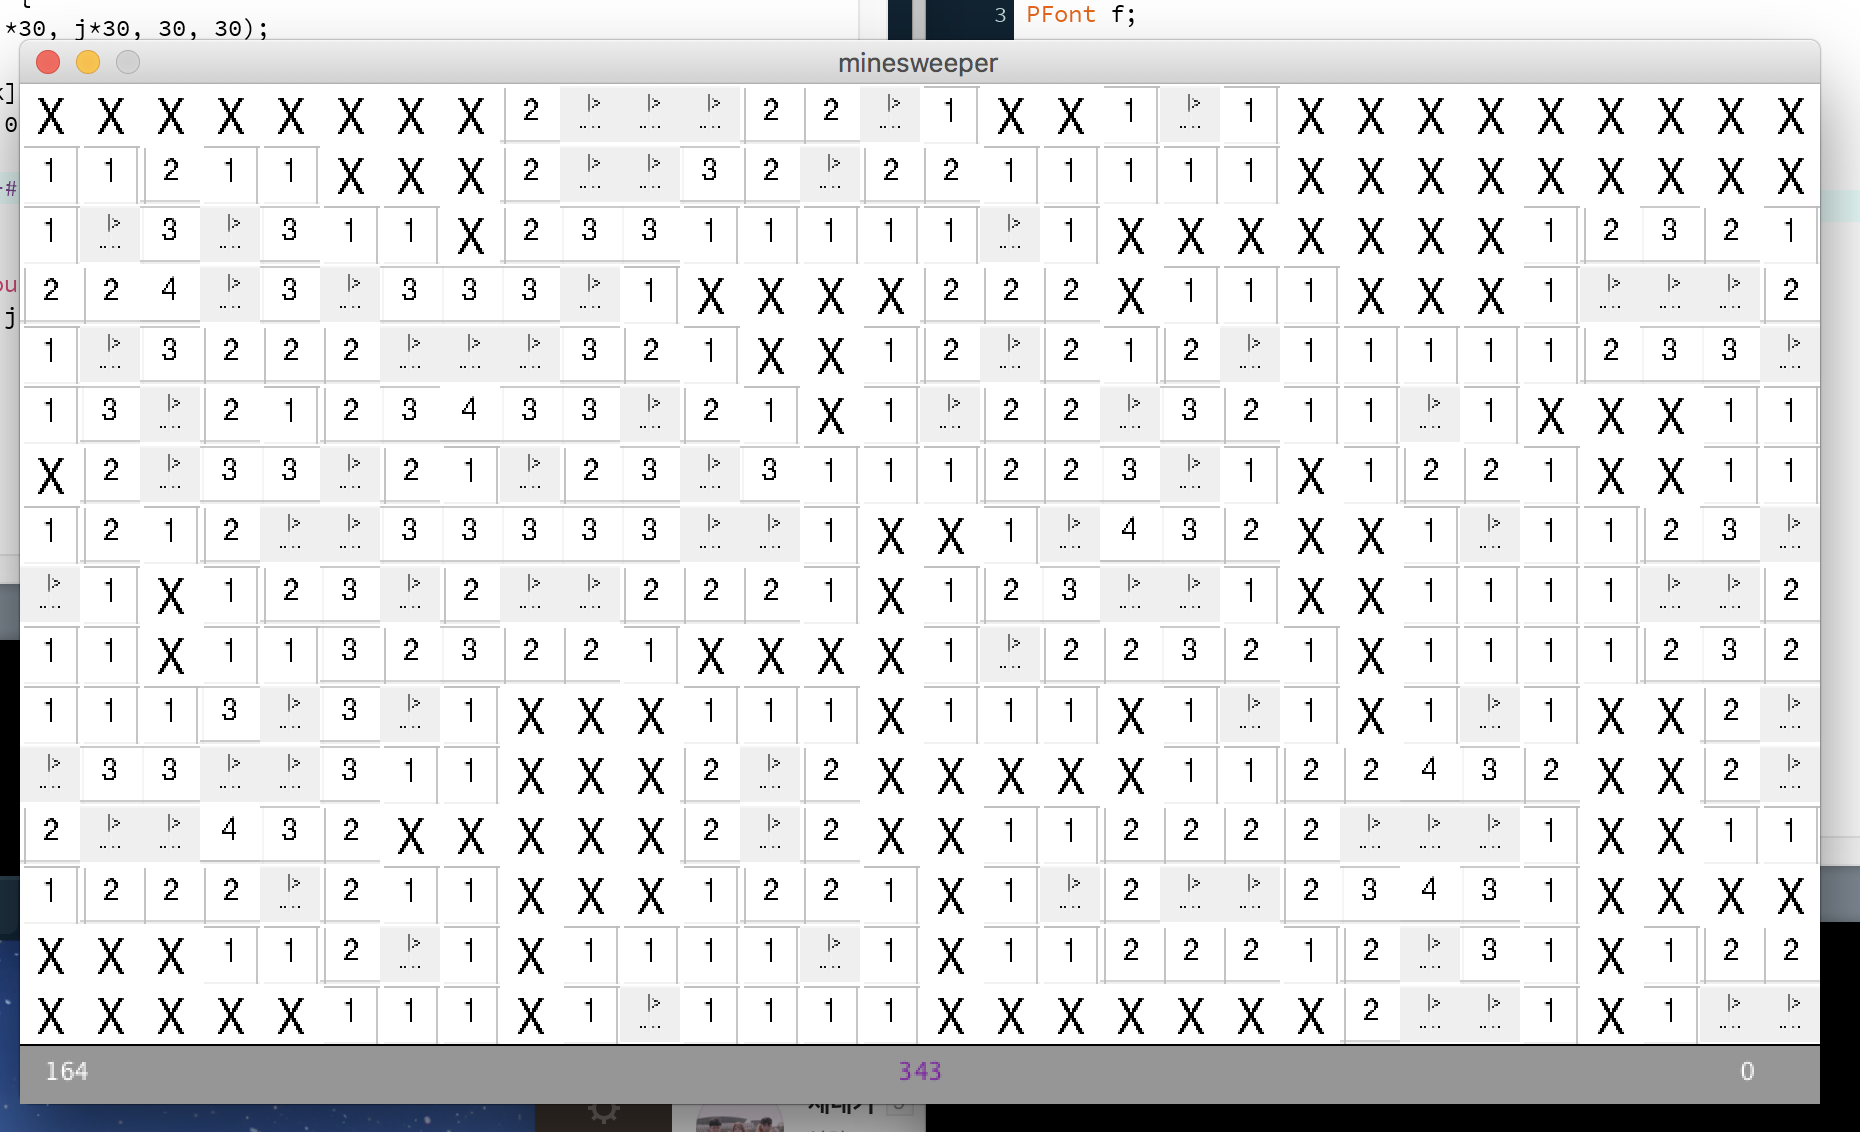 *30, j*30, 30, 30);
3 PFont f;
minesweeper
X X X X X X X X 2 |> |> |> 2 2 |> 1 X X 1 |> 1 X X X X X X X X X
1 1 2 1 1 X X X 2 |> |> 3 2 |> 2 2 1 1 1 1 1 X X X X X X X X X
1 |> 3 |> 3 1 1 X 2 3 3 1 1 1 1 1 |> 1 X X X X X X X 1 2 3 2 1
2 2 4 |> 3 |> 3 3 3 |> 1 X X X X 2 2 2 X 1 1 1 X X X 1 |> |> |> 2
1 |> 3 2 2 2 |> |> |> 3 2 1 X X 1 2 |> 2 1 2 |> 1 1 1 1 1 2 3 3 |>
1 3 |> 2 1 2 3 4 3 3 |> 2 1 X 1 |> 2 2 |> 3 2 1 1 |> 1 X X X 1 1
X 2 |> 3 3 |> 2 1 |> 2 3 |> 3 1 1 1 2 2 3 |> 1 X 1 2 2 1 X X 1 1
1 2 1 2 |> |> 3 3 3 3 3 |> |> 1 X X 1 |> 4 3 2 X X 1 |> 1 1 2 3 |>
|> 1 X 1 2 3 |> 2 |> |> 2 2 2 1 X 1 2 3 |> |> 1 X X 1 1 1 1 |> |> 2
1 1 X 1 1 3 2 3 2 2 1 X X X X 1 |> 2 2 3 2 1 X 1 1 1 1 2 3 2
1 1 1 3 |> 3 |> 1 X X X 1 1 1 X 1 1 1 X 1 |> 1 X 1 |> 1 X X 2 |>
|> 3 3 |> |> 3 1 1 X X X 2 |> 2 X X X X X 1 1 2 2 4 3 2 X X 2 |>
2 |> |> 4 3 2 X X X X X 2 |> 2 X X 1 1 2 2 2 2 |> |> |> 1 X X 1 1
1 2 2 2 |> 2 1 1 X X X 1 2 2 1 X 1 |> 2 |> |> 2 3 4 3 1 X X X X
X X X 1 1 2 |> 1 X 1 1 1 1 |> 1 X 1 1 2 2 2 1 2 |> 3 1 X 1 2 2
X X X X X 1 1 1 X 1 |> 1 1 1 1 X X X X X X X 2 |> |> 1 X 1 |> |>
164 343 0